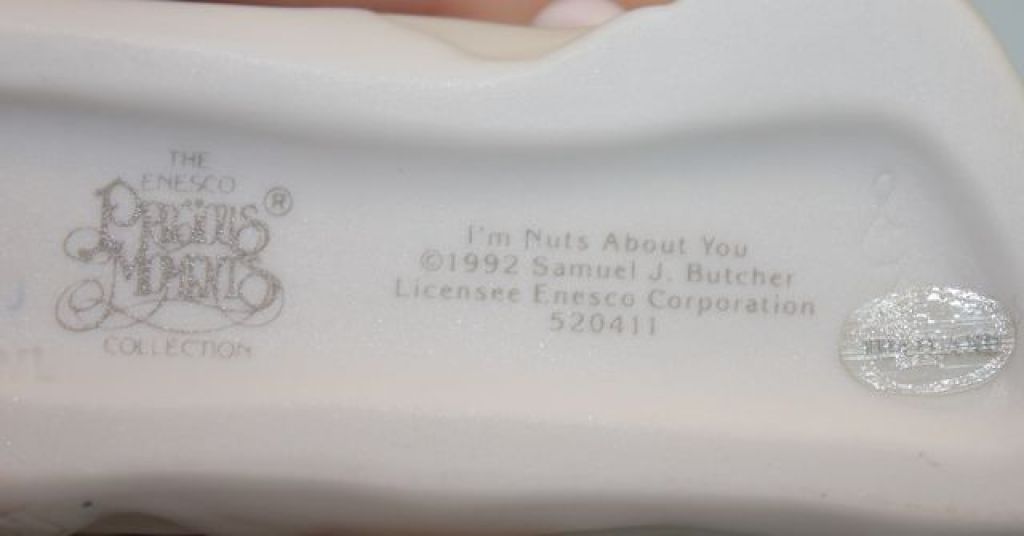 THE
ENESCO
PRECIOUS ®
MOMENTS
COLLECTION
I'm Nuts About You
©1992 Samuel J. Butcher
Licensee Enesco Corporation
520411